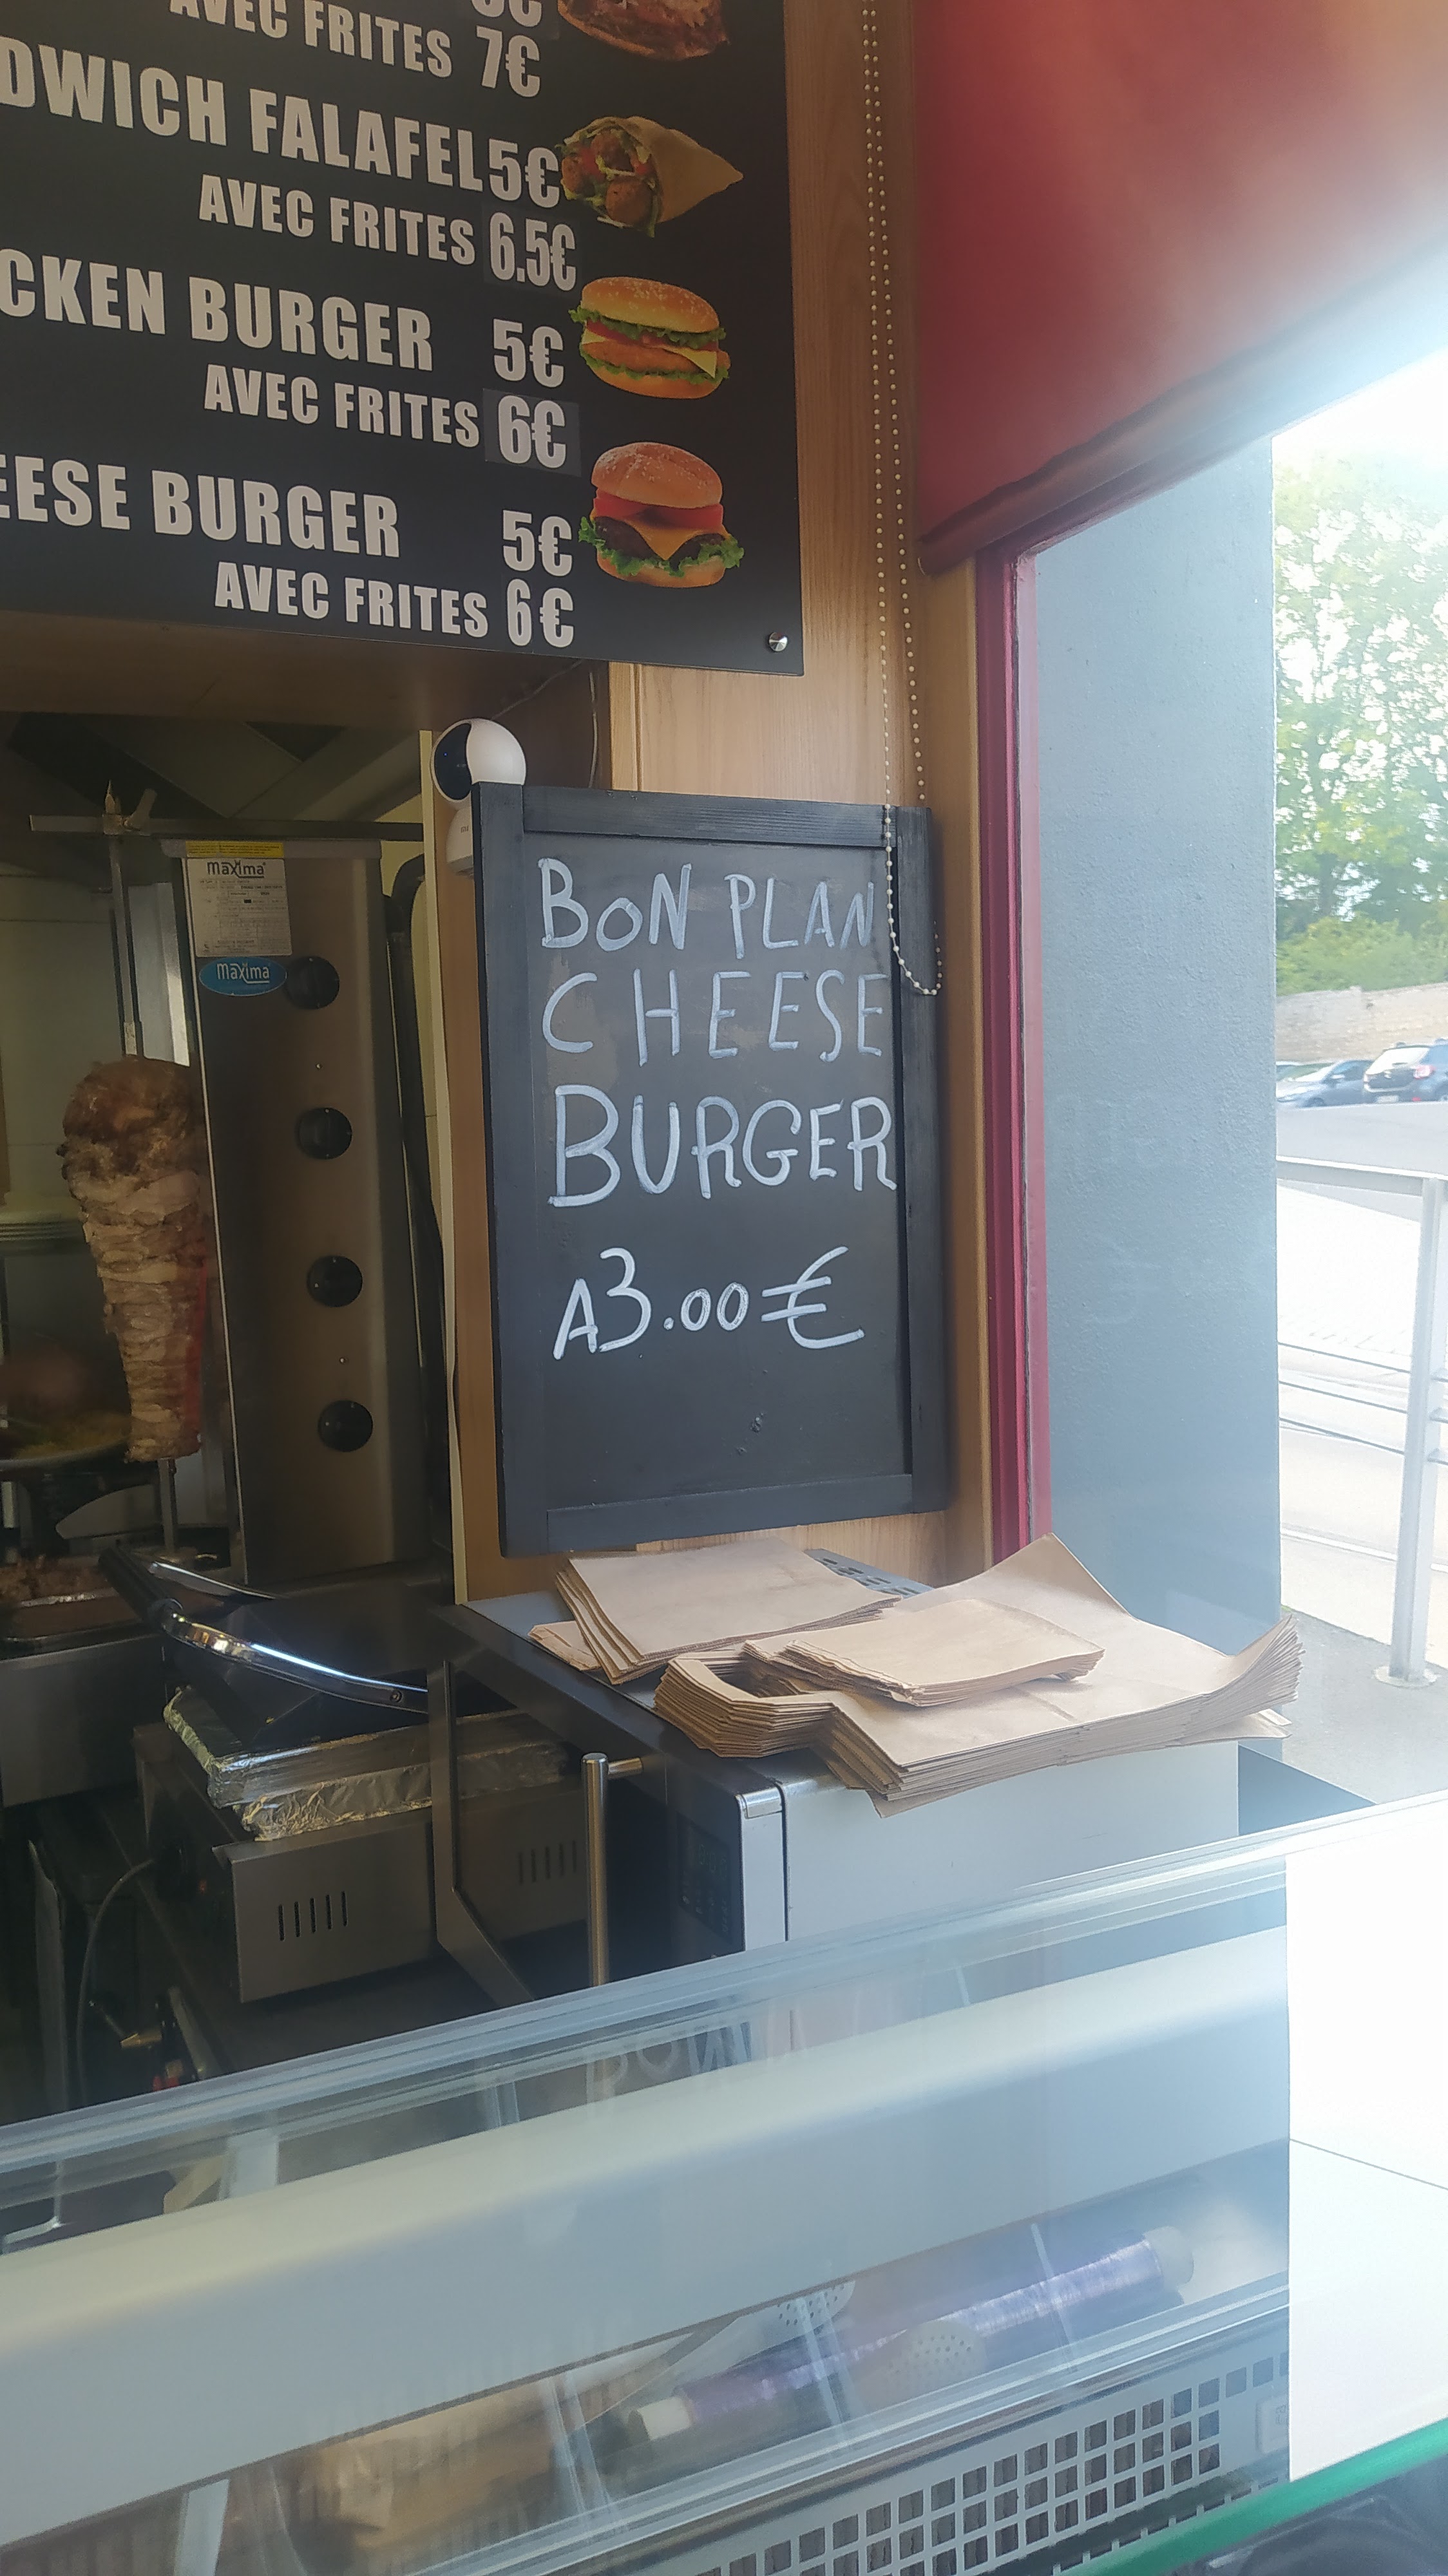 AVEC FRITES 7€
DWICH FALAFEL 5€
AVEC FRITES 6.5€
CKEN BURGER 5€
AVEC FRITES 6€
EESE BURGER 5€
AVEC FRITES 6€
Maxima
Maxima
BON PLAN
CHEESE
BURGER
A 3.00 €